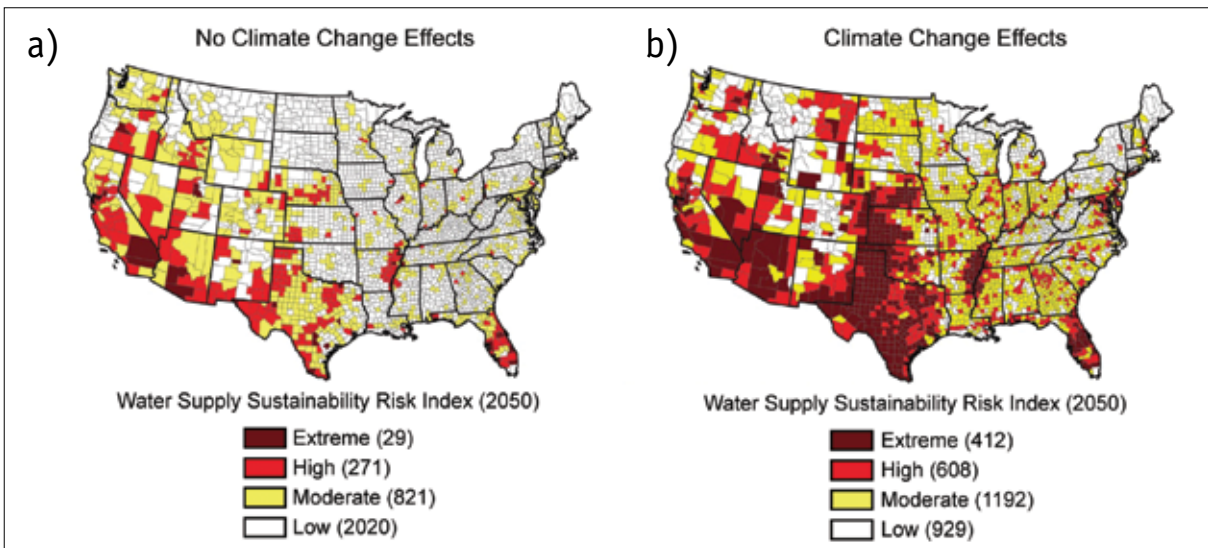 a)
No Climate Change Effects
Water Supply Sustainability Risk Index (2050)
Extreme (29)
High (271)
Moderate (821)
Low (2020)
b)
Climate Change Effects
Water Supply Sustainability Risk Index (2050)
Extreme (412)
High (608)
Moderate (1192)
Low (929)